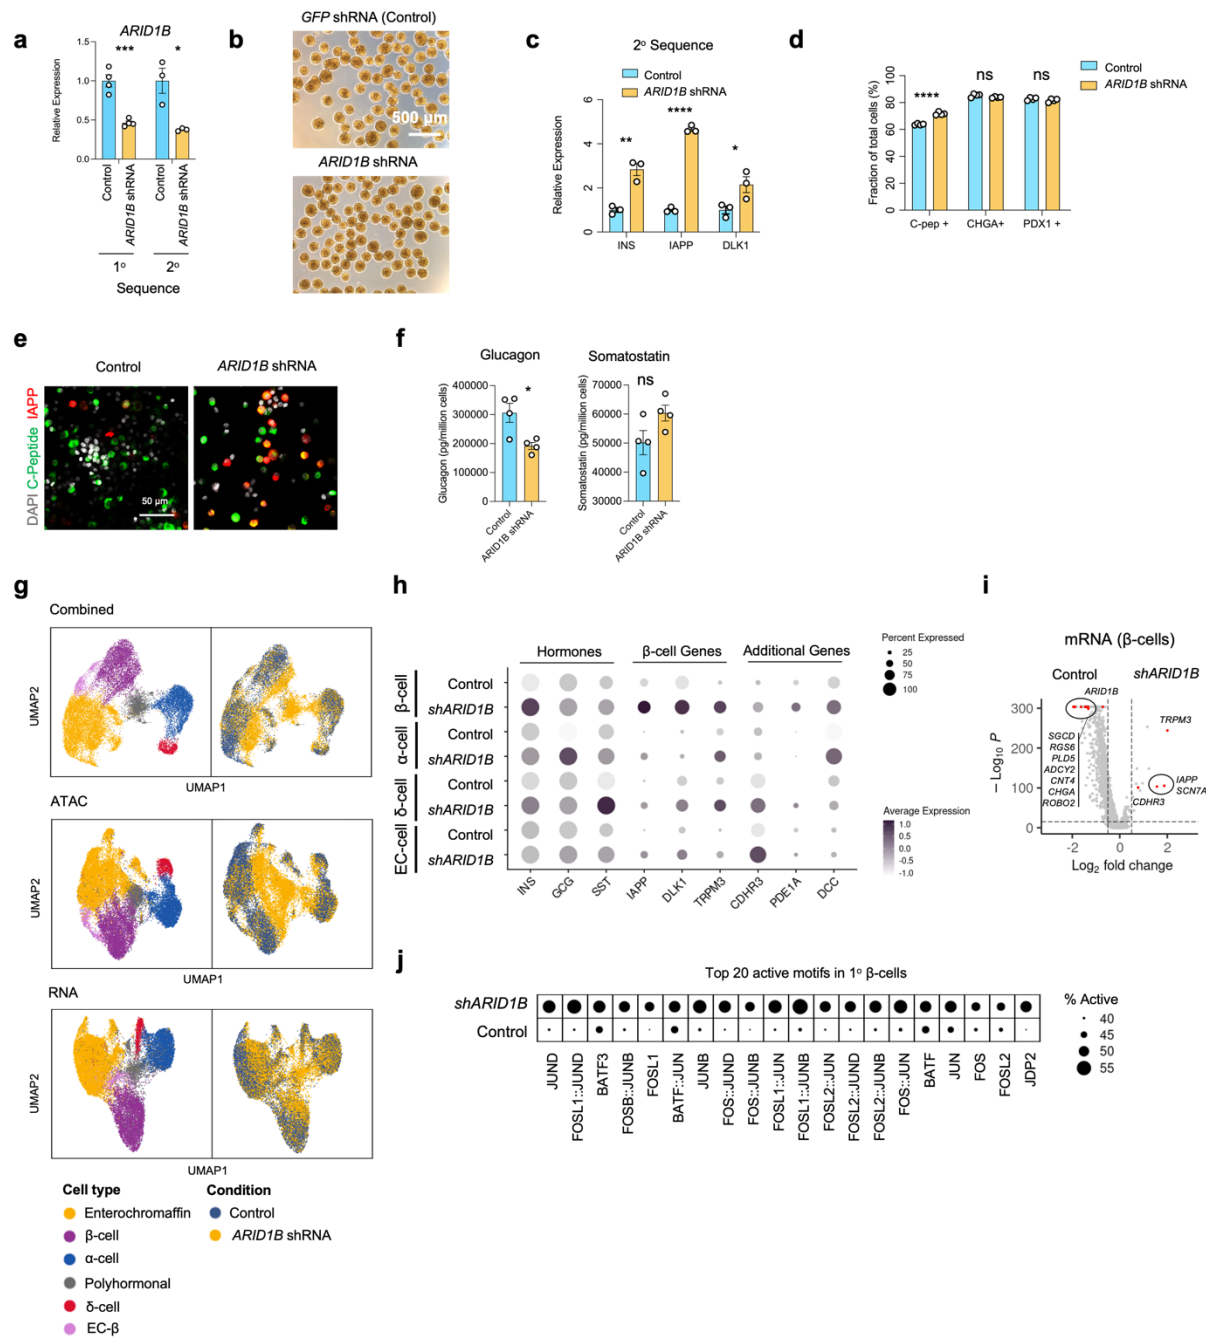 a
ARID1B
***
*
Relative Expression
1.5
1.0
0.5
0.0
Control
ARID1B shRNA
Control
ARID1B shRNA
1º
2º
Sequence
b
GFP shRNA (Control)
500 µm
ARID1B shRNA
c
2º Sequence
Control
ARID1B shRNA
Relative Expression
6
4
2
0
**
****
*
INS
IAPP
DLK1
d
Control
ARID1B shRNA
Fraction of total cells (%)
100
80
60
40
20
0
****
ns
ns
C-pep +
CHGA+
PDX1 +
e
Control
ARID1B shRNA
DAPI C-Peptide IAPP
50 µm
f
Glucagon
Glucagon (pg/million cells)
400000
300000
200000
100000
0
*
Control
ARID1B shRNA
Somatostatin
Somatostatin (pg/million cells)
70000
60000
50000
40000
30000
ns
Control
ARID1B shRNA
g
Combined
UMAP2
UMAP1
ATAC
UMAP2
UMAP1
RNA
UMAP2
UMAP1
Cell type
Enterochromaffin
β-cell
α-cell
Polyhormonal
δ-cell
EC-β
Condition
Control
ARID1B shRNA
h
Hormones
β-cell Genes
Additional Genes
β-cell
Control
shARID1B
α-cell
Control
shARID1B
δ-cell
Control
shARID1B
EC-cell
Control
shARID1B
INS
GCG
SST
IAPP
DLK1
TRPM3
CDHR3
PDE1A
DCC
Percent Expressed
25
50
75
100
Average Expression
1.0
0.5
0.0
-0.5
-1.0
i
mRNA (β-cells)
Control
shARID1B
ARID1B
TRPM3
SGCD
RGS6
PLD5
ADCY2
CNT4
CHGA
ROBO2
IAPP
SCN7A
CDHR3
– Log10 P
300
200
100
0
-2
0
2
Log2 fold change
j
Top 20 active motifs in 1º β-cells
shARID1B
Control
JUND
FOSL1::JUND
BATF3
FOSB::JUNB
FOSL1
BATF::JUN
JUNB
FOS::JUND
FOS::JUNB
FOSL1::JUN
FOSL1::JUNB
FOSL2::JUN
FOSL2::JUND
FOSL2::JUNB
FOS::JUN
BATF
JUN
FOS
FOSL2
JDP2
% Active
40
45
50
55